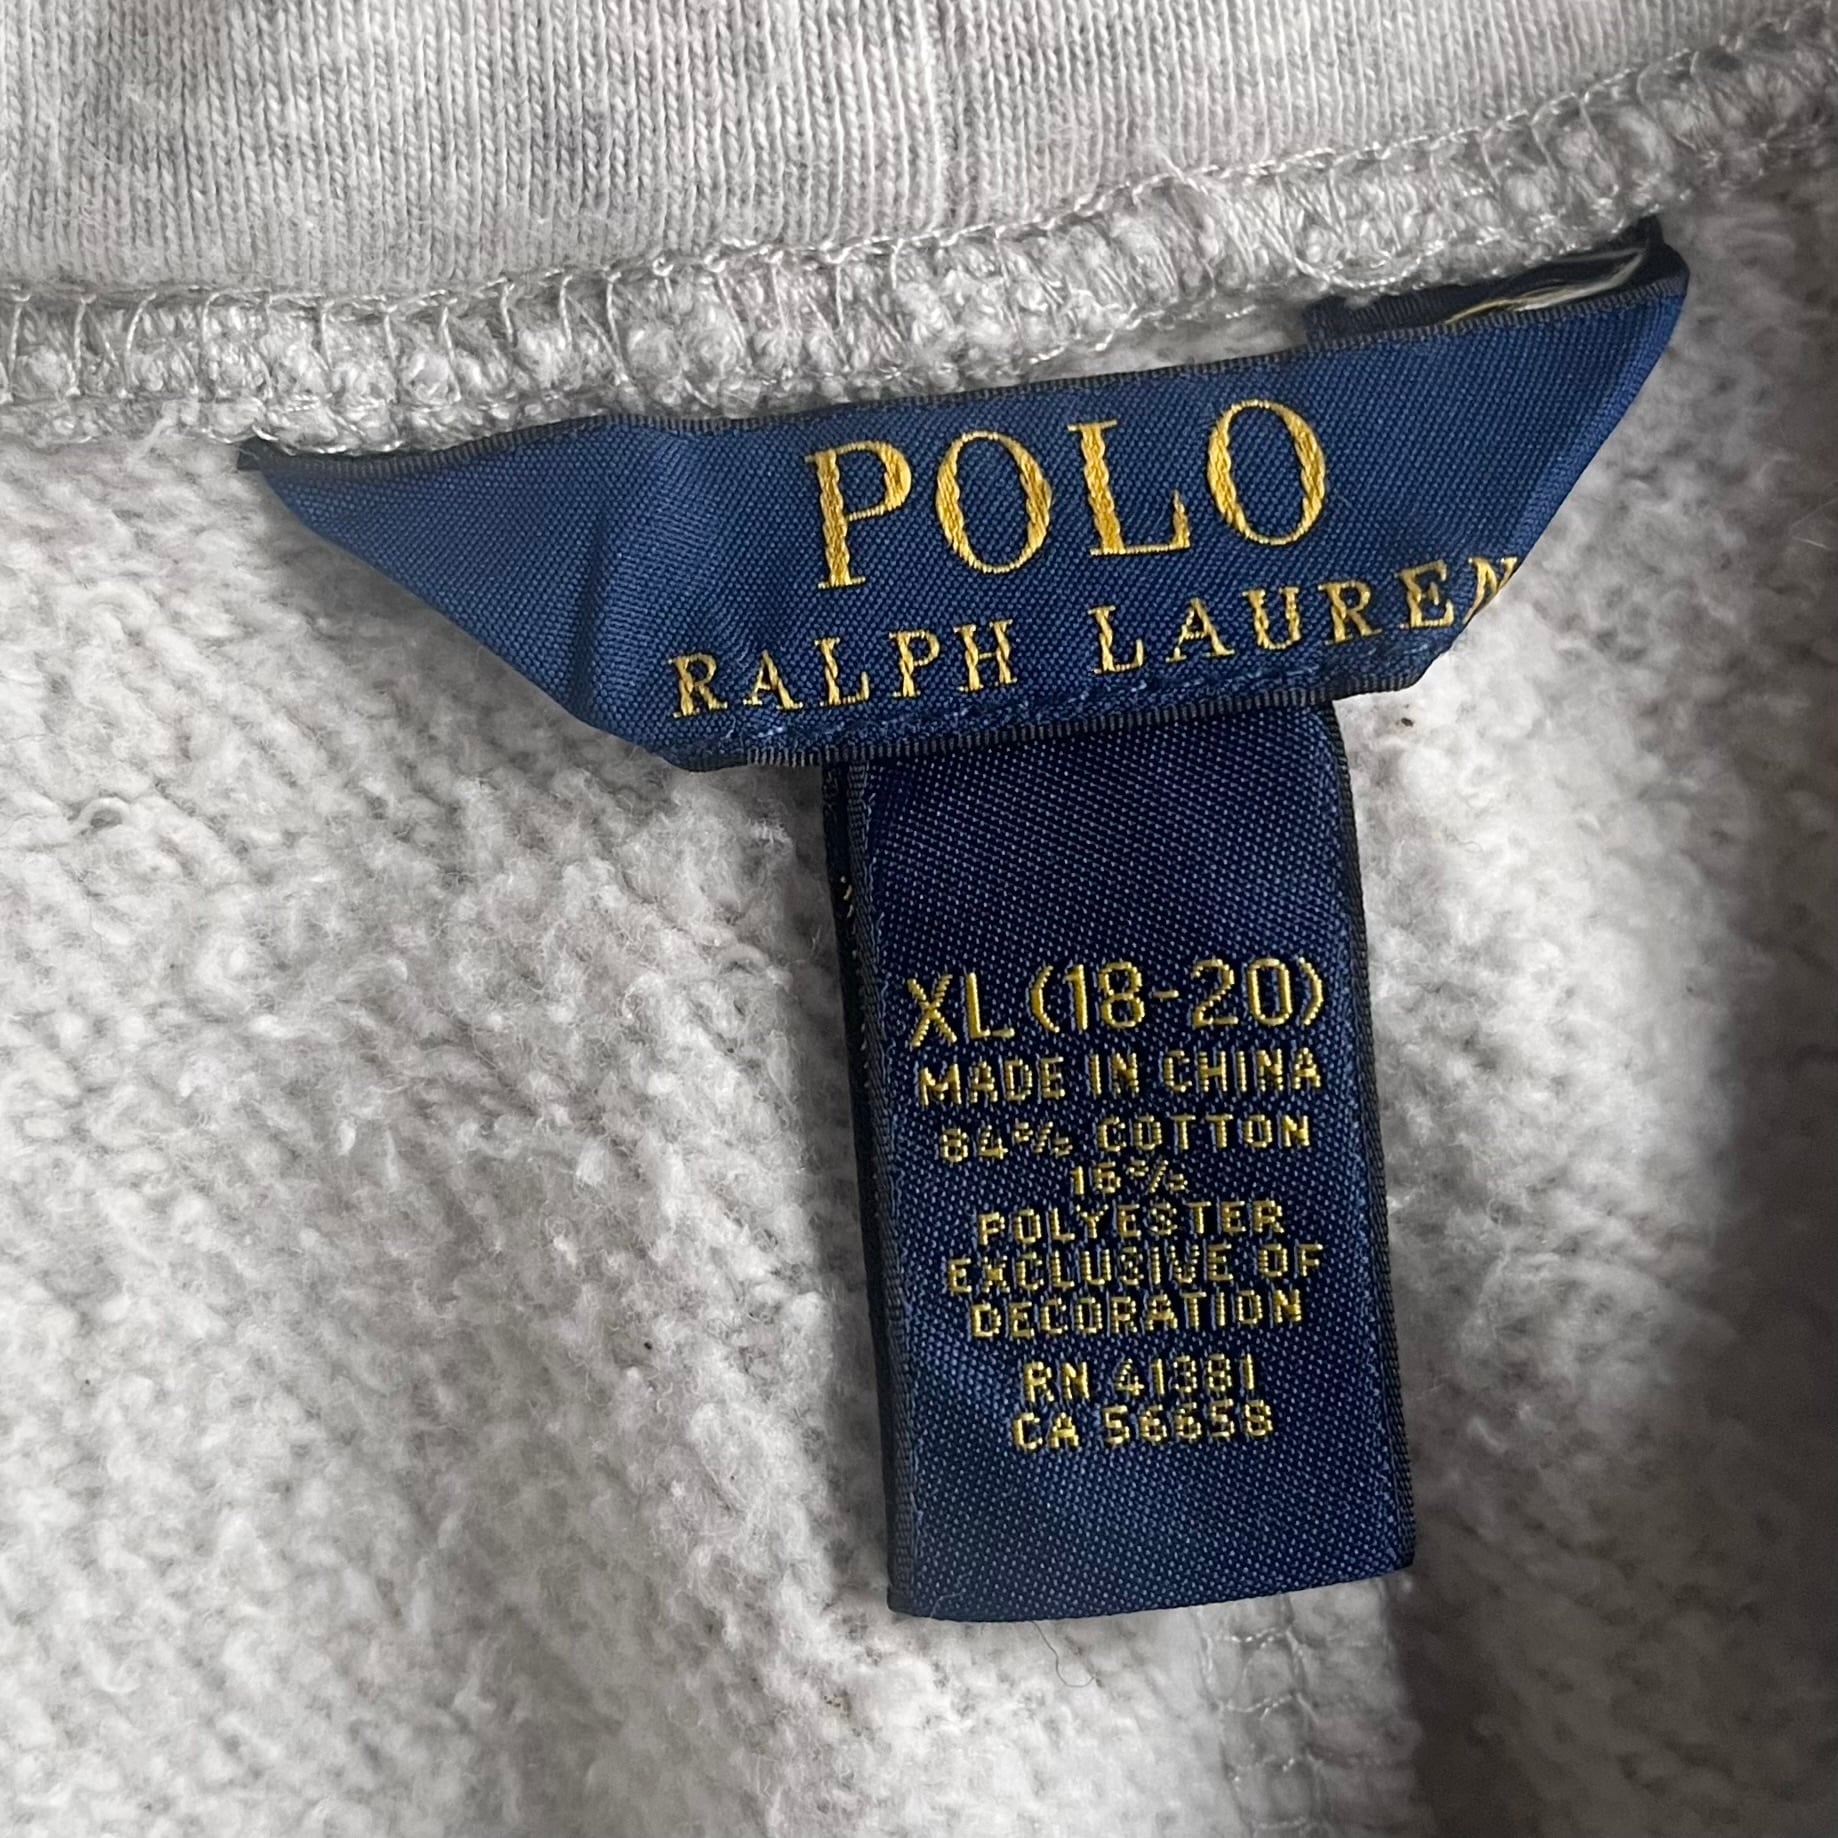 POLO
RALPH LAUREN
XL (18-20)
MADE IN CHINA
84% COTTON
16%
POLYESTER
EXCLUSIVE OF
DECORATION
RN 41381
CA 56658